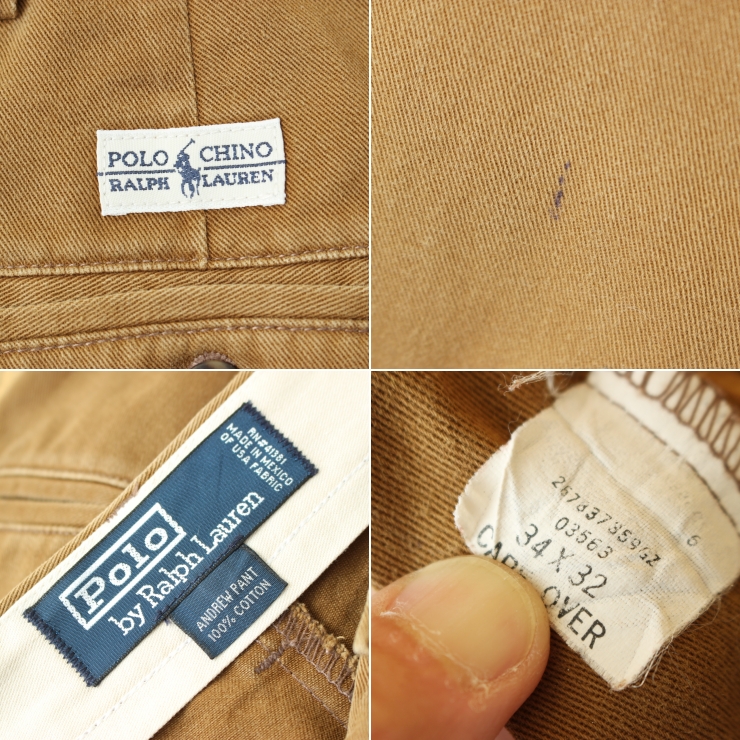 POLO CHINO
RALPH LAUREN
RN#41381
MADE IN MEXICO
OF USA FABRIC
Polo
by Ralph Lauren
ANDREW PANT
100% COTTON
03563
34 X 32
OVER